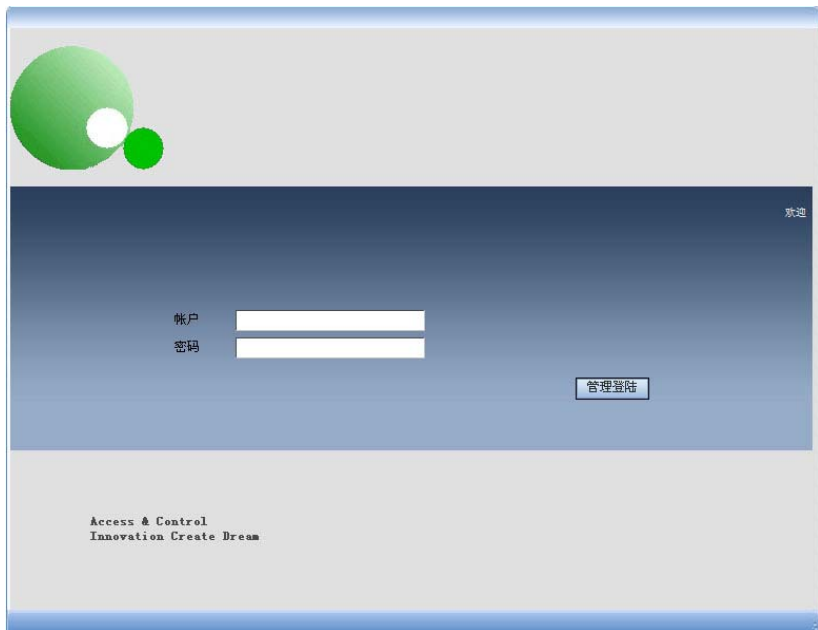 欢迎
帐户
密码
管理登陆
Access & Control
Innovation Create Dream